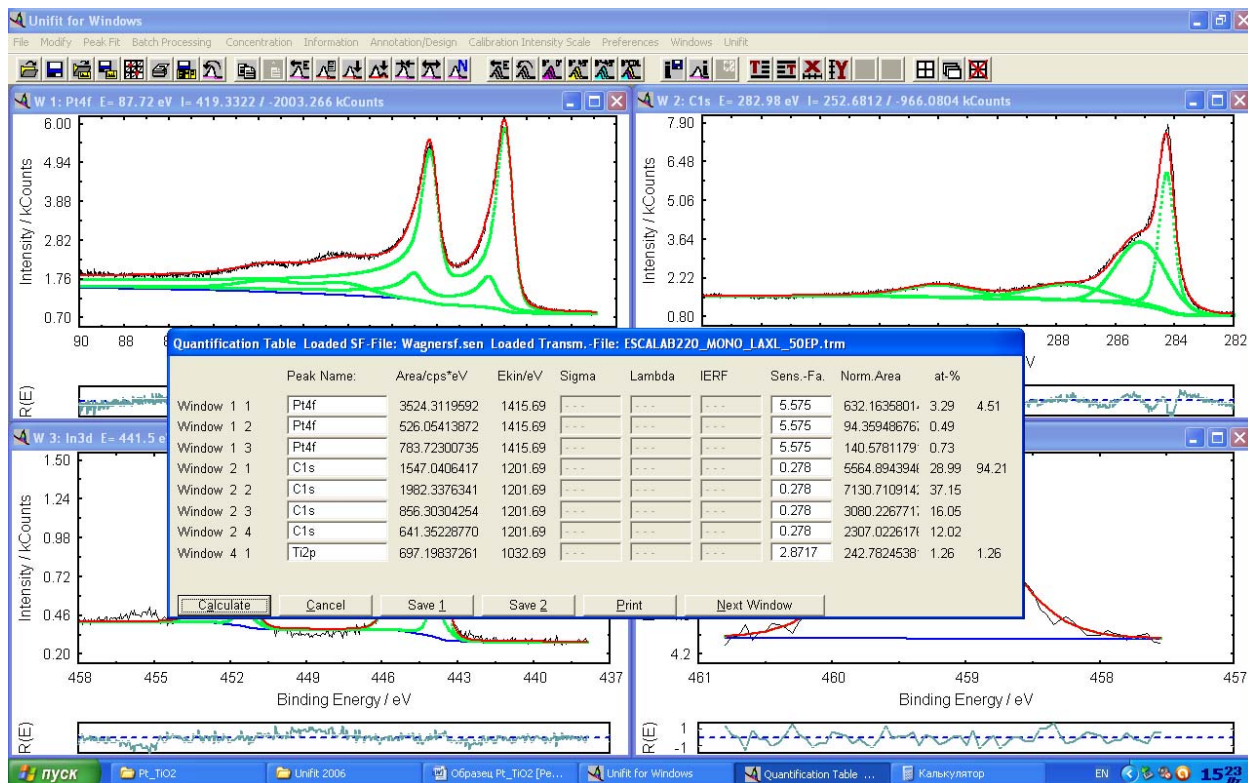 Unifit for Windows
File Modify Peak Fit Batch Processing Concentration Information Annotation/Design Calibration Intensity Scale Preferences Windows Unifit
W 1: Pt4f E= 87.72 eV I= 419.3322 / -2003.266 kCounts
W 2: C1s E= 282.98 eV I= 252.6812 / -966.0804 kCounts
Intensity / kCounts
6.00
4.94
3.88
2.82
1.76
0.70
90 88
R(E)
Intensity / kCounts
7.90
6.48
5.06
3.64
2.22
0.80
288 286 284 282
Quantification Table Loaded SF-File: Wagnersf.sen Loaded Transm.-File: ESCALAB220_MONO_LAXL_50EP.trm
Peak Name: Area/cps*eV Ekin/eV Sigma Lambda IERF Sens.-Fa. Norm.Area at-%
Window 1 1 Pt4f 3524.3119592 1415.69 --- --- --- 5.575 632.1635801 3.29 4.51
Window 1 2 Pt4f 526.05413872 1415.69 --- --- --- 5.575 94.35948676 0.49
Window 1 3 Pt4f 783.72300735 1415.69 --- --- --- 5.575 140.5781179 0.73
Window 2 1 C1s 1547.0406417 1201.69 --- --- --- 0.278 5564.894394 28.99 94.21
Window 2 2 C1s 1982.3376341 1201.69 --- --- --- 0.278 7130.710914 37.15
Window 2 3 C1s 856.30304254 1201.69 --- --- --- 0.278 3080.226771 16.05
Window 2 4 C1s 641.35228770 1201.69 --- --- --- 0.278 2307.022617 12.02
Window 4 1 Ti2p 697.19837261 1032.69 --- --- --- 2.8717 242.7824538 1.26 1.26
Calculate Cancel Save 1 Save 2 Print Next Window
W 3: In3d E= 441.5 e
Intensity / kCounts
1.50
1.24
0.98
0.72
0.46
0.20
458 455 452 449 446 443 440 437
Binding Energy / eV
R(E)
4.2
461 460 459 458 457
Binding Energy / eV
R(E)
1
-1
пуск Pt_TiO2 Unifit 2006 Образец Pt_TiO2 [Ре... Unifit for Windows Quantification Table ... Калькулятор EN 15:23